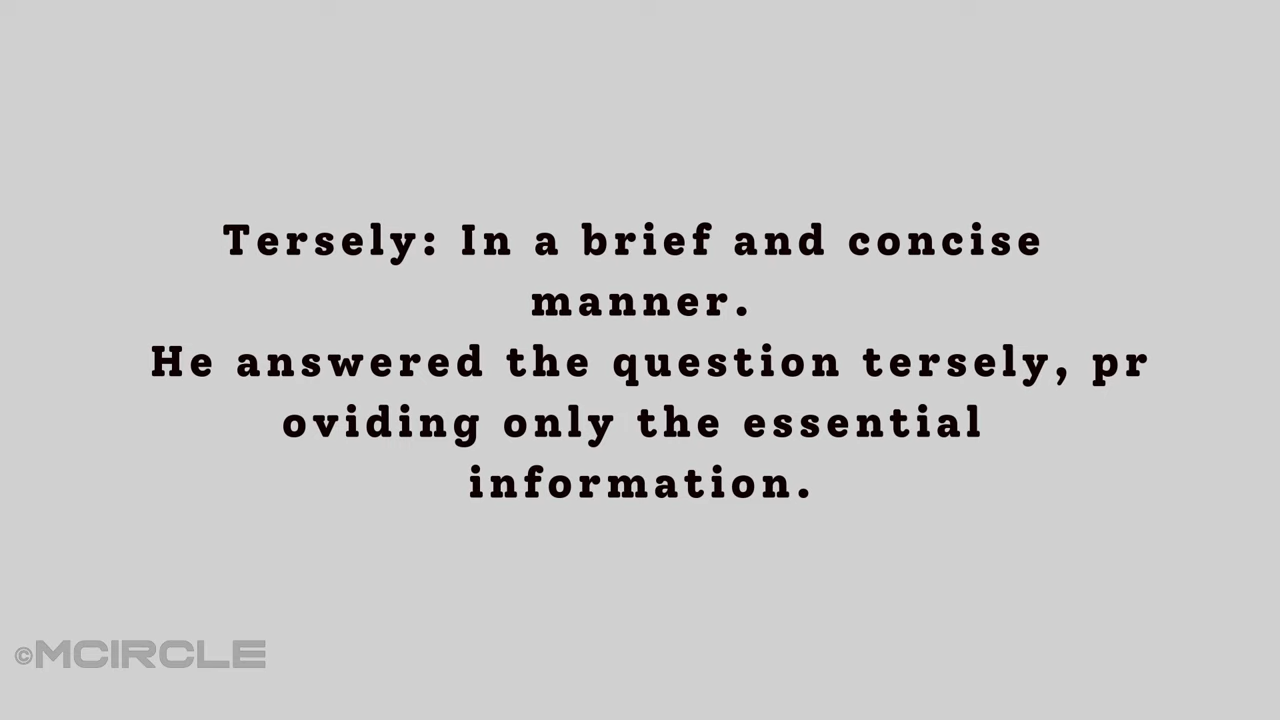 Tersely: In a brief and concise
manner.
He answered the question tersely, pr
oviding only the essential
information.
©MCIRCLE